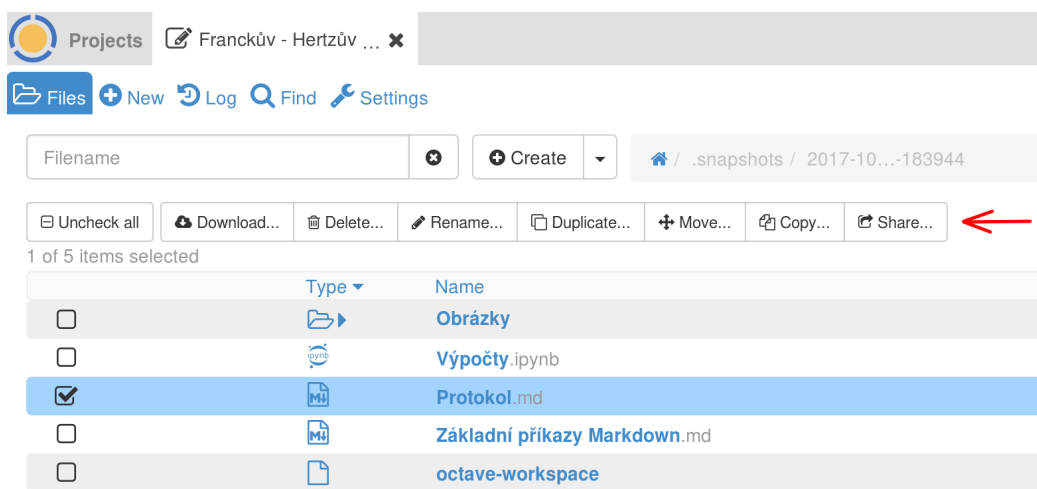 Projects Franckův - Hertzův ...
Files New Log Find Settings
Filename Create / .snapshots / 2017-10...-183944
Uncheck all Download... Delete... Rename... Duplicate... Move... Copy... Share...
1 of 5 items selected
Type Name
Obrázky
ipynb Výpočty.ipynb
M Protokol.md
M Základní příkazy Markdown.md
octave-workspace